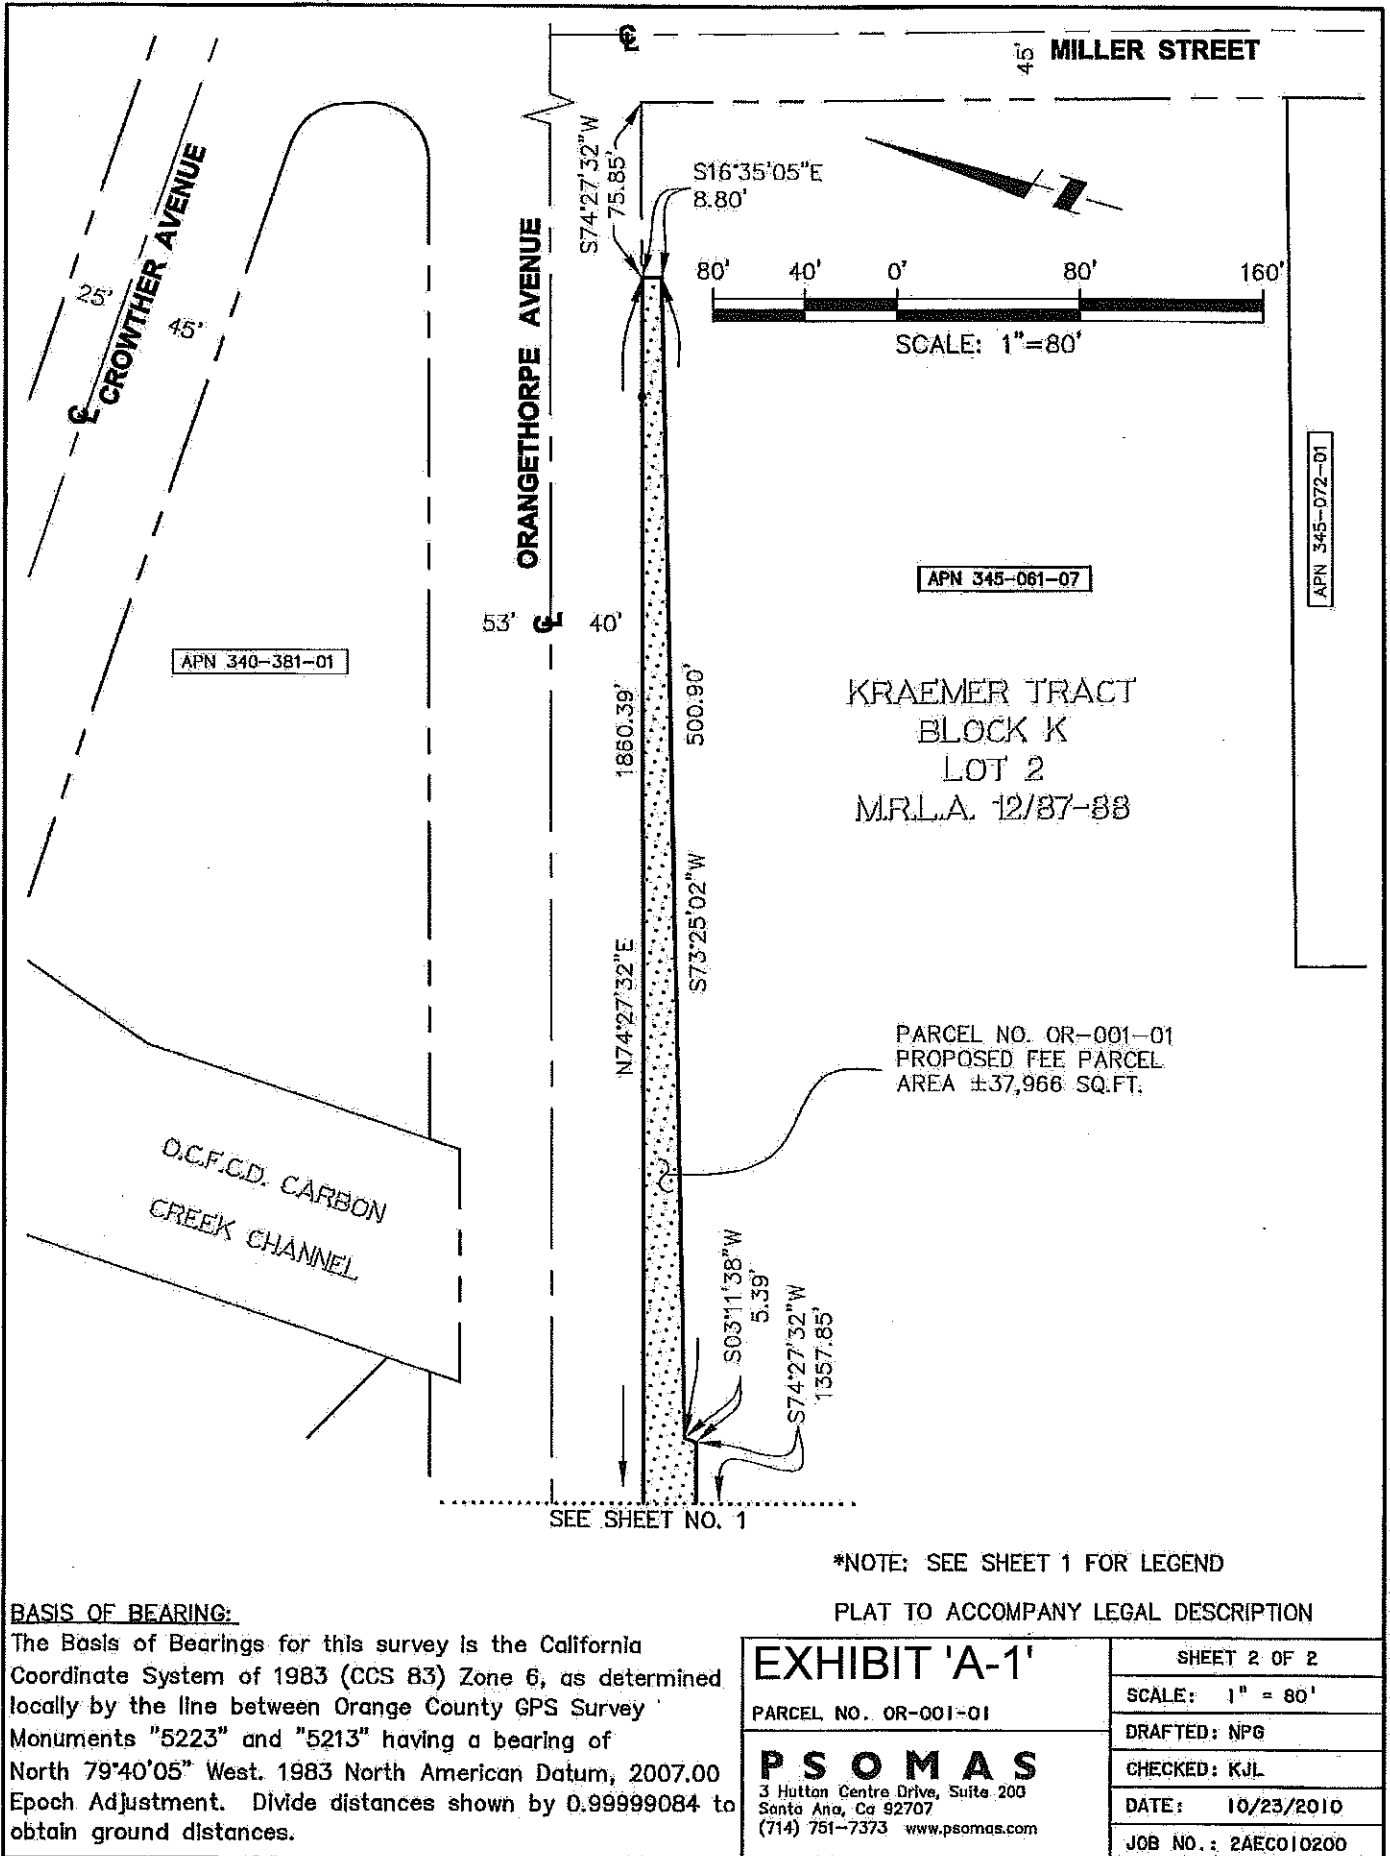 ℄
45' MILLER STREET
S74°27'32"W
75.85'
S16°35'05"E
8.80'
25'
℄ CROWTHER AVENUE
45'
ORANGETHORPE AVENUE
80' 40' 0' 80' 160'
SCALE: 1"=80'
APN 345-072-01
APN 345-061-07
53' ℄ 40'
APN 340-381-01
1860.39'
500.90'
KRAEMER TRACT
BLOCK K
LOT 2
M.R.L.A. 12/87-88
N74°27'32"E
S73°25'02"W
PARCEL NO. OR-001-01
PROPOSED FEE PARCEL
AREA ±37,966 SQ.FT.
O.C.F.C.D. CARBON
CREEK CHANNEL
S03°11'38"W
5.39'
S74°27'32"W
1357.85'
SEE SHEET NO. 1
*NOTE: SEE SHEET 1 FOR LEGEND
BASIS OF BEARING:
The Basis of Bearings for this survey is the California
Coordinate System of 1983 (CCS 83) Zone 6, as determined
locally by the line between Orange County GPS Survey
Monuments "5223" and "5213" having a bearing of
North 79°40'05" West. 1983 North American Datum, 2007.00
Epoch Adjustment. Divide distances shown by 0.99999084 to
obtain ground distances.
PLAT TO ACCOMPANY LEGAL DESCRIPTION
EXHIBIT 'A-1'
PARCEL NO. OR-001-01
PSOMAS
3 Hutton Centre Drive, Suite 200
Santa Ana, Ca 92707
(714) 751-7373 www.psomas.com
SHEET 2 OF 2
SCALE: 1" = 80'
DRAFTED: NPG
CHECKED: KJL
DATE: 10/23/2010
JOB NO.: 2AEC010200